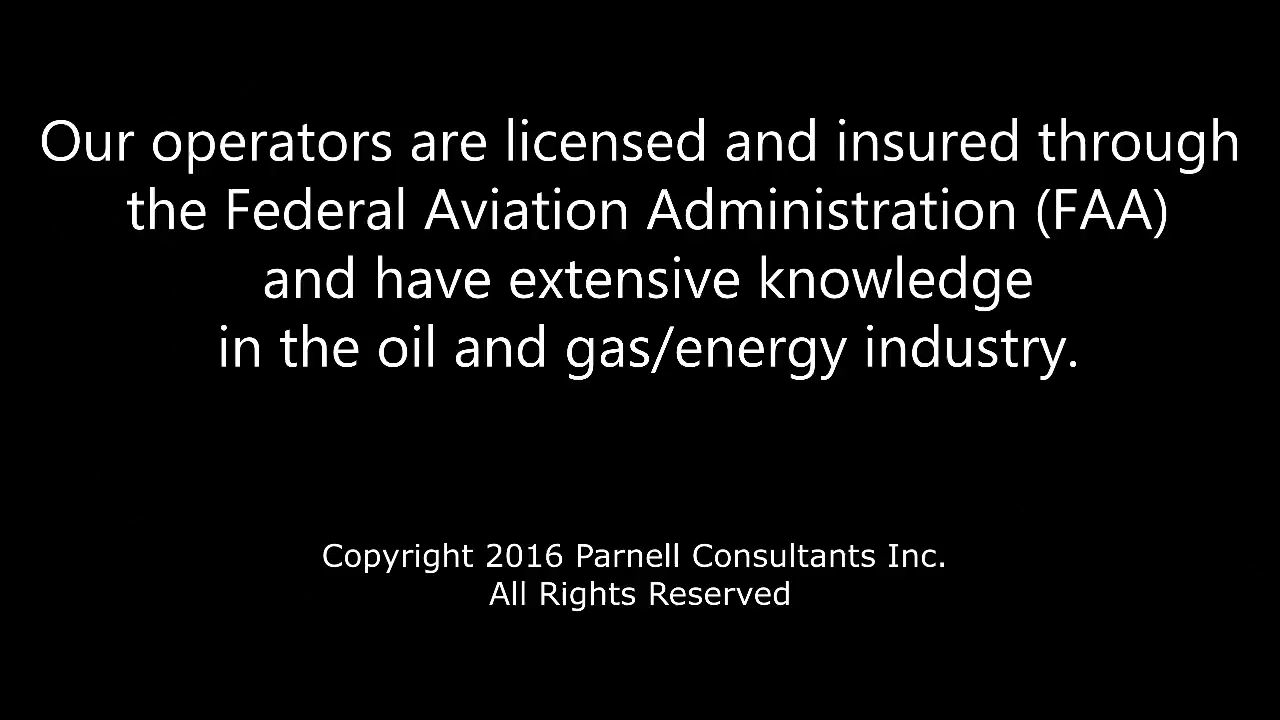 Our operators are licensed and insured through
the Federal Aviation Administration (FAA)
and have extensive knowledge
in the oil and gas/energy industry.
Copyright 2016 Parnell Consultants Inc.
All Rights Reserved